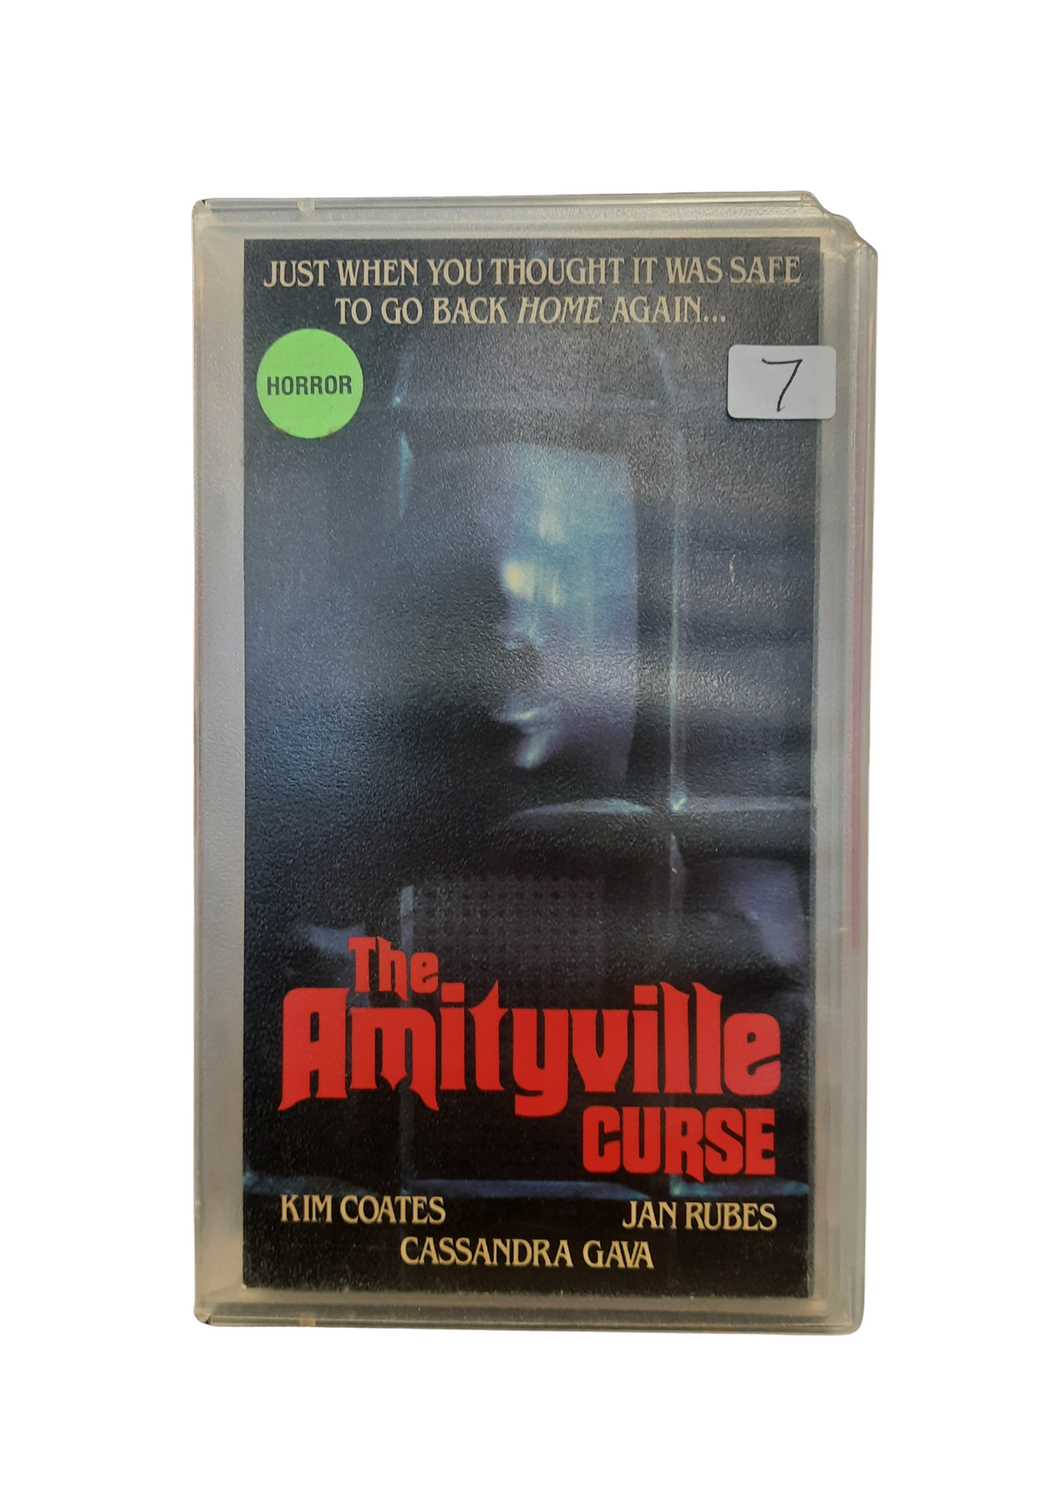 JUST WHEN YOU THOUGHT IT WAS SAFE
TO GO BACK HOME AGAIN...
HORROR
7
The
Amityville
CURSE
KIM COATES
JAN RUBES
CASSANDRA GAVA